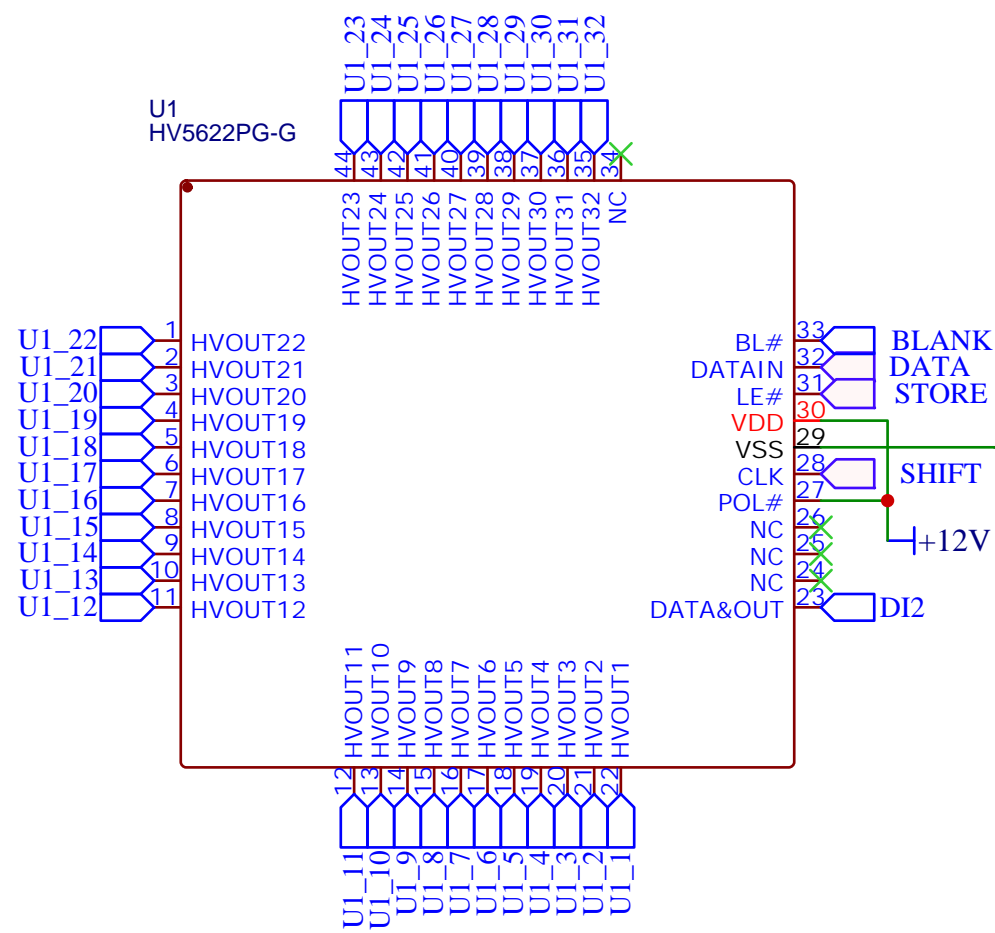 U1_23
U1_24
U1_25
U1_26
U1_27
U1_28
U1_29
U1_30
U1_31
U1_32
U1
HV5622PG-G
44
43
42
41
40
39
38
37
36
35
34
HVOUT23
HVOUT24
HVOUT25
HVOUT26
HVOUT27
HVOUT28
HVOUT29
HVOUT30
HVOUT31
HVOUT32
NC
U1_22 1 HVOUT22
U1_21 2 HVOUT21
U1_20 3 HVOUT20
U1_19 4 HVOUT19
U1_18 5 HVOUT18
U1_17 6 HVOUT17
U1_16 7 HVOUT16
U1_15 8 HVOUT15
U1_14 9 HVOUT14
U1_13 10 HVOUT13
U1_12 11 HVOUT12
BL# 33 BLANK
DATAIN 32 DATA
LE# 31 STORE
VDD 30
VSS 29
CLK 28 SHIFT
POL# 27
NC 26
+12V
NC 25
NC 24
DATA&OUT 23 DI2
HVOUT11
HVOUT10
HVOUT9
HVOUT8
HVOUT7
HVOUT6
HVOUT5
HVOUT4
HVOUT3
HVOUT2
HVOUT1
12
13
14
15
16
17
18
19
20
21
22
U1_11
U1_10
U1_9
U1_8
U1_7
U1_6
U1_5
U1_4
U1_3
U1_2
U1_1